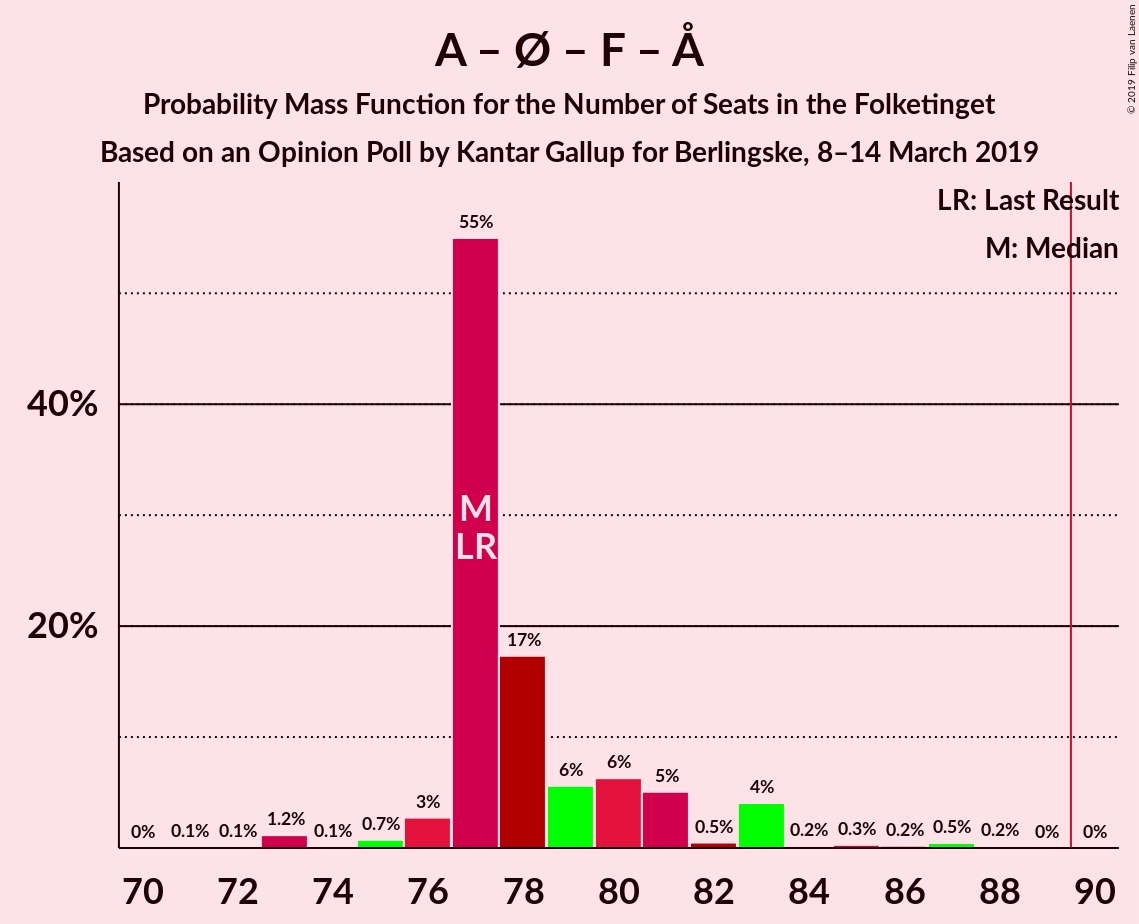 A – Ø – F – Å
Probability Mass Function for the Number of Seats in the Folketinget
Based on an Opinion Poll by Kantar Gallup for Berlingske, 8–14 March 2019
© 2019 Filip van Laenen
LR: Last Result
M: Median
55%
40%
M
LR
20%
17%
6%
6%
5%
4%
3%
0%
0.1%
0.1%
1.2%
0.1%
0.7%
0.5%
0.2%
0.3%
0.2%
0.5%
0.2%
0%
0%
70 72 74 76 78 80 82 84 86 88 90